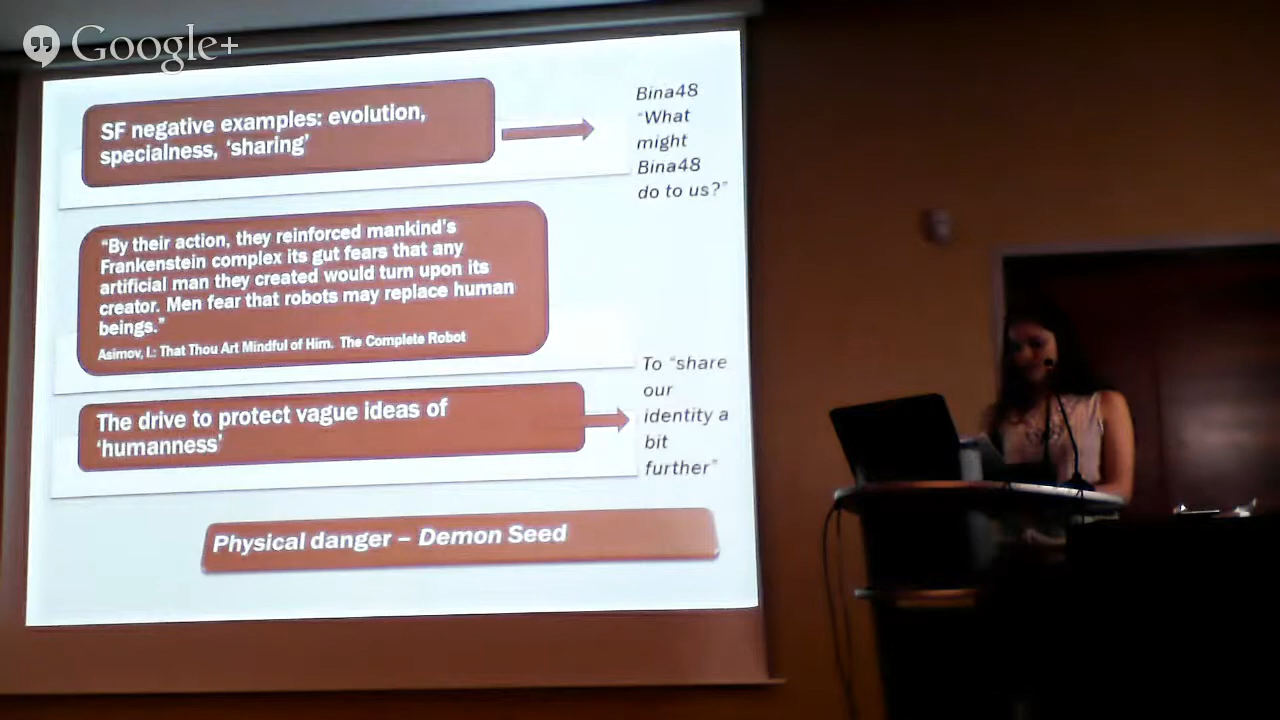 Google+
SF negative examples: evolution,
specialness, ‘sharing’
Bina48
“What
might
Bina48
do to us?”
“By their action, they reinforced mankind’s
Frankenstein complex its gut fears that any
artificial man they created would turn upon its
creator. Men fear that robots may replace human
beings.”
Asimov, I.: That Thou Art Mindful of Him. The Complete Robot
The drive to protect vague ideas of
‘humanness’
To “share
our
identity a
bit
further”
Physical danger – Demon Seed